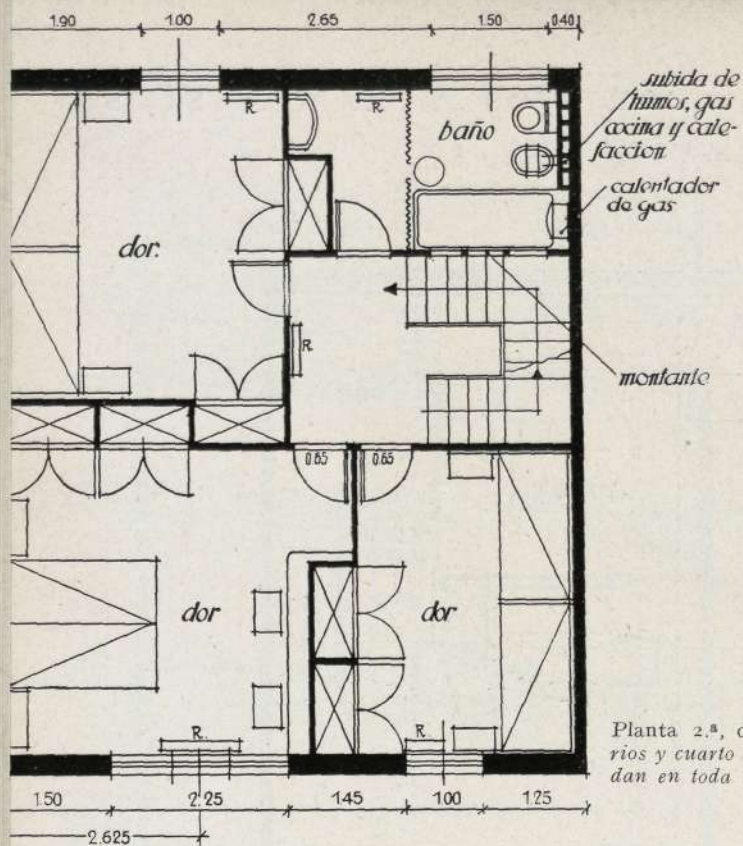 1.90 1.00 2.65 1.50 0.40
subida de
humos, gas
cocina y cale-
faccion
calentador
de gas
R R
baño
dor.
R
montante
0.65 0.65
dor dor
R. R.
Planta 2.ª,
rios y cuarto
dan en toda
1.50 2.25 1.45 1.00 1.25
2.625